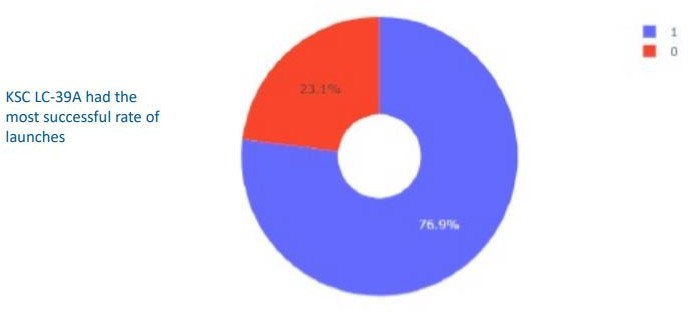 KSC LC-39A had the
most successful rate of
launches
23.1%
76.9%
1
0